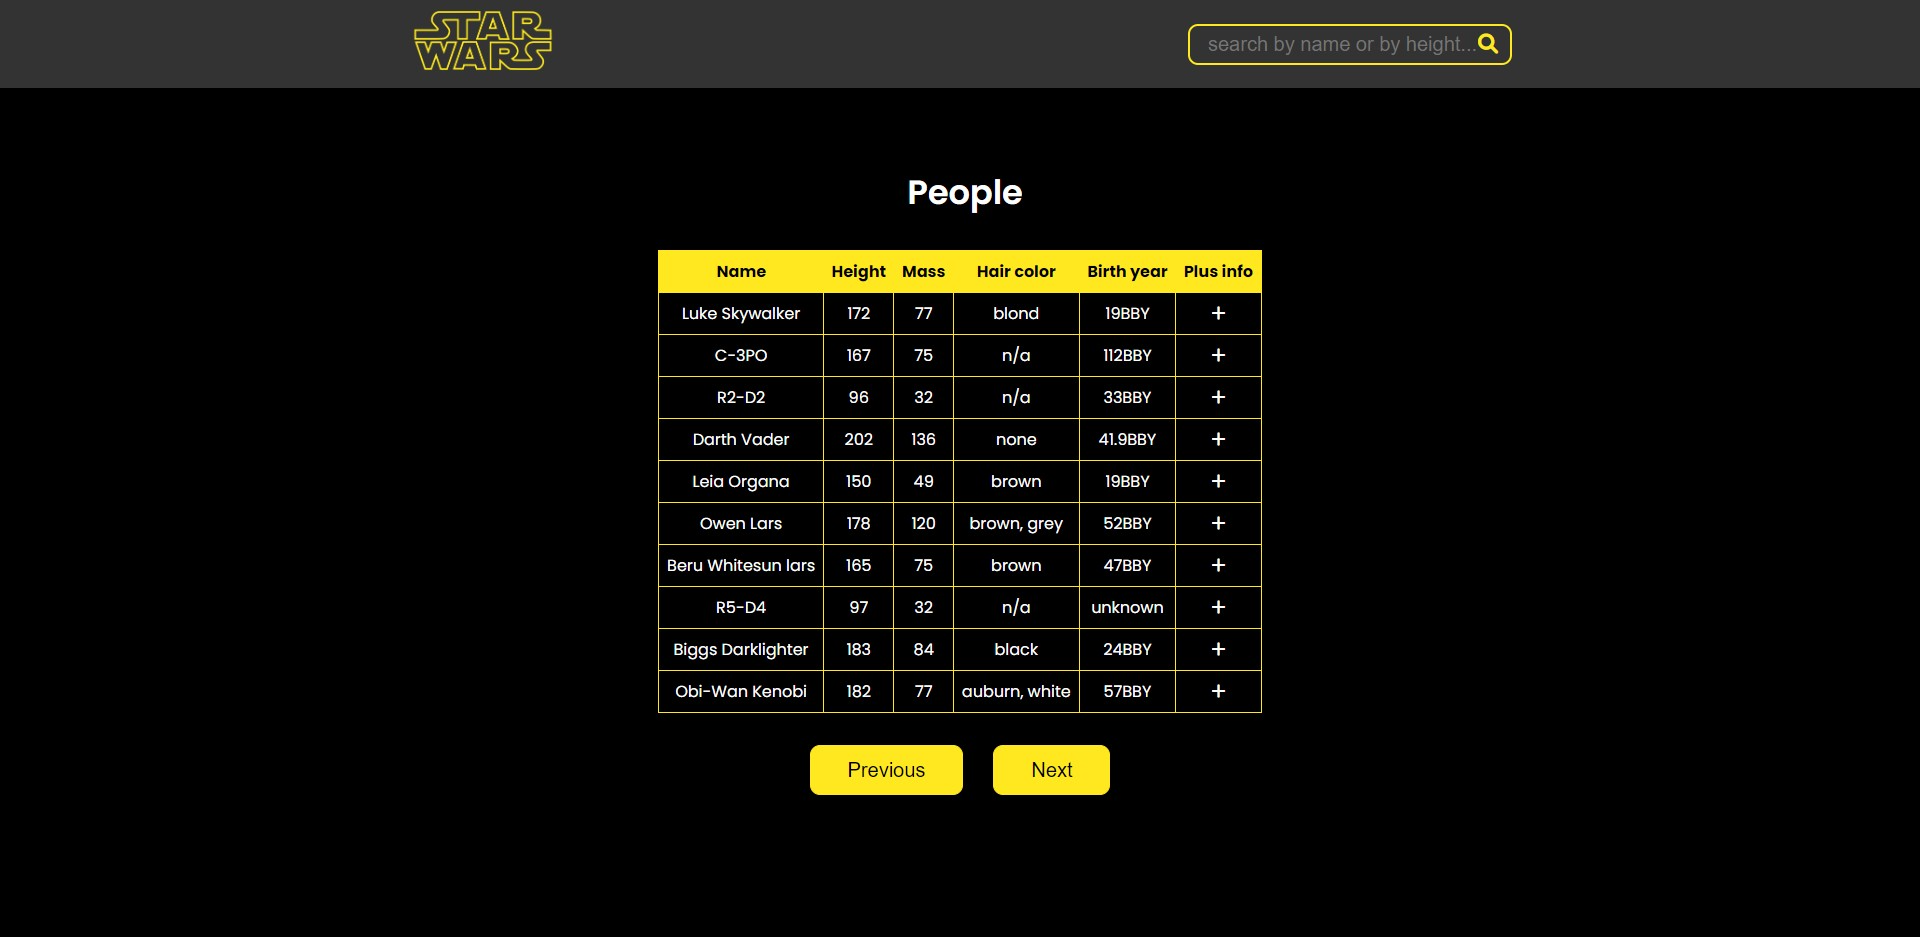 STAR
WARS
search by name or by height...
People
Name Height Mass Hair color Birth year Plus info
Luke Skywalker 172 77 blond 19BBY +
C-3PO 167 75 n/a 112BBY +
R2-D2 96 32 n/a 33BBY +
Darth Vader 202 136 none 41.9BBY +
Leia Organa 150 49 brown 19BBY +
Owen Lars 178 120 brown, grey 52BBY +
Beru Whitesun lars 165 75 brown 47BBY +
R5-D4 97 32 n/a unknown +
Biggs Darklighter 183 84 black 24BBY +
Obi-Wan Kenobi 182 77 auburn, white 57BBY +
Previous Next